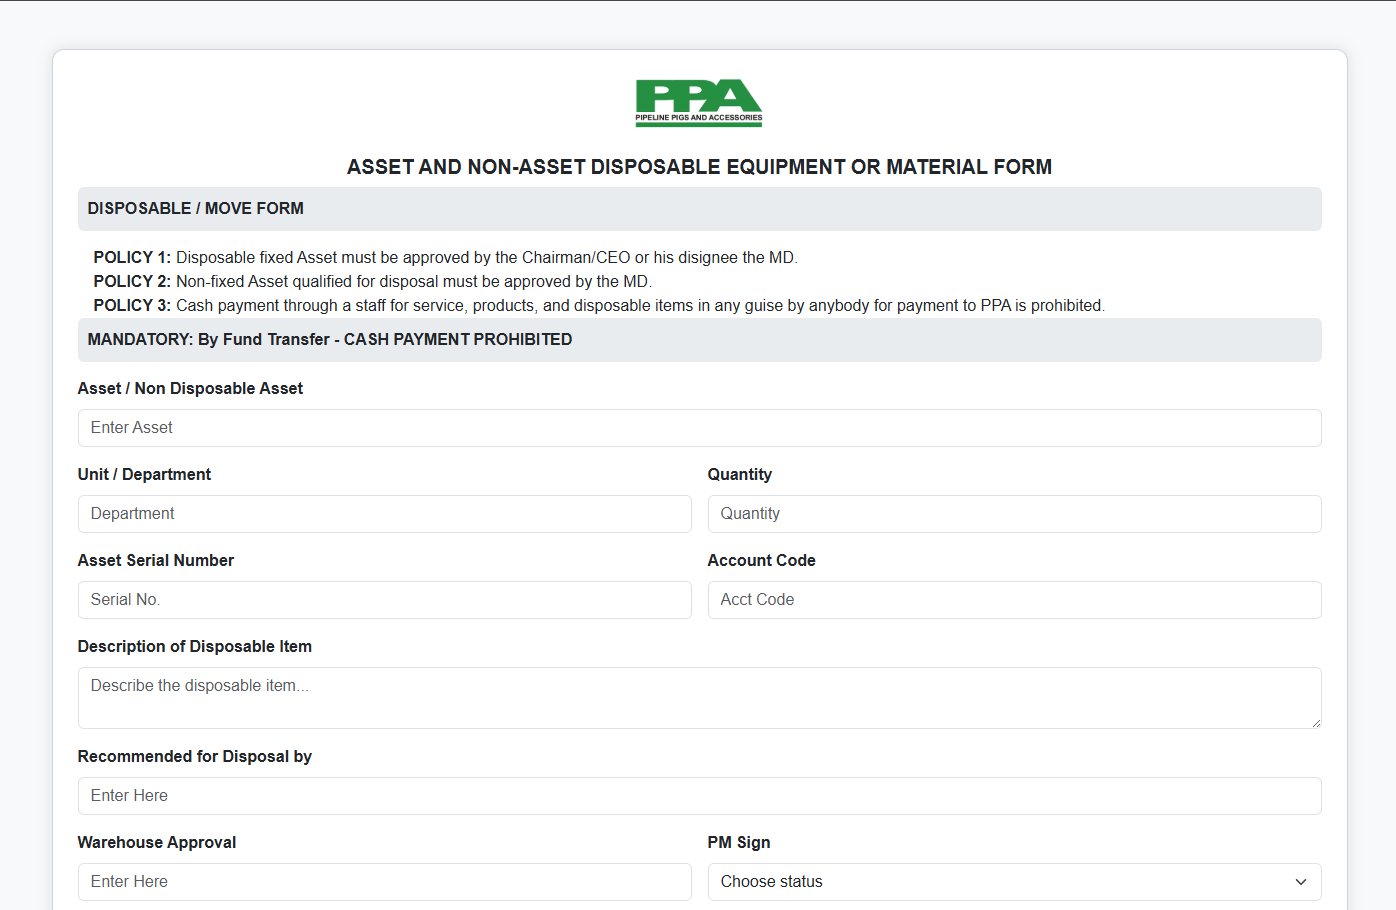 PPA
PIPELINE PIGS AND ACCESSORIES
ASSET AND NON-ASSET DISPOSABLE EQUIPMENT OR MATERIAL FORM
DISPOSABLE / MOVE FORM
POLICY 1: Disposable fixed Asset must be approved by the Chairman/CEO or his disignee the MD.
POLICY 2: Non-fixed Asset qualified for disposal must be approved by the MD.
POLICY 3: Cash payment through a staff for service, products, and disposable items in any guise by anybody for payment to PPA is prohibited.
MANDATORY: By Fund Transfer - CASH PAYMENT PROHIBITED
Asset / Non Disposable Asset
Enter Asset
Unit / Department
Quantity
Department
Quantity
Asset Serial Number
Account Code
Serial No.
Acct Code
Description of Disposable Item
Describe the disposable item...
Recommended for Disposal by
Enter Here
Warehouse Approval
PM Sign
Enter Here
Choose status